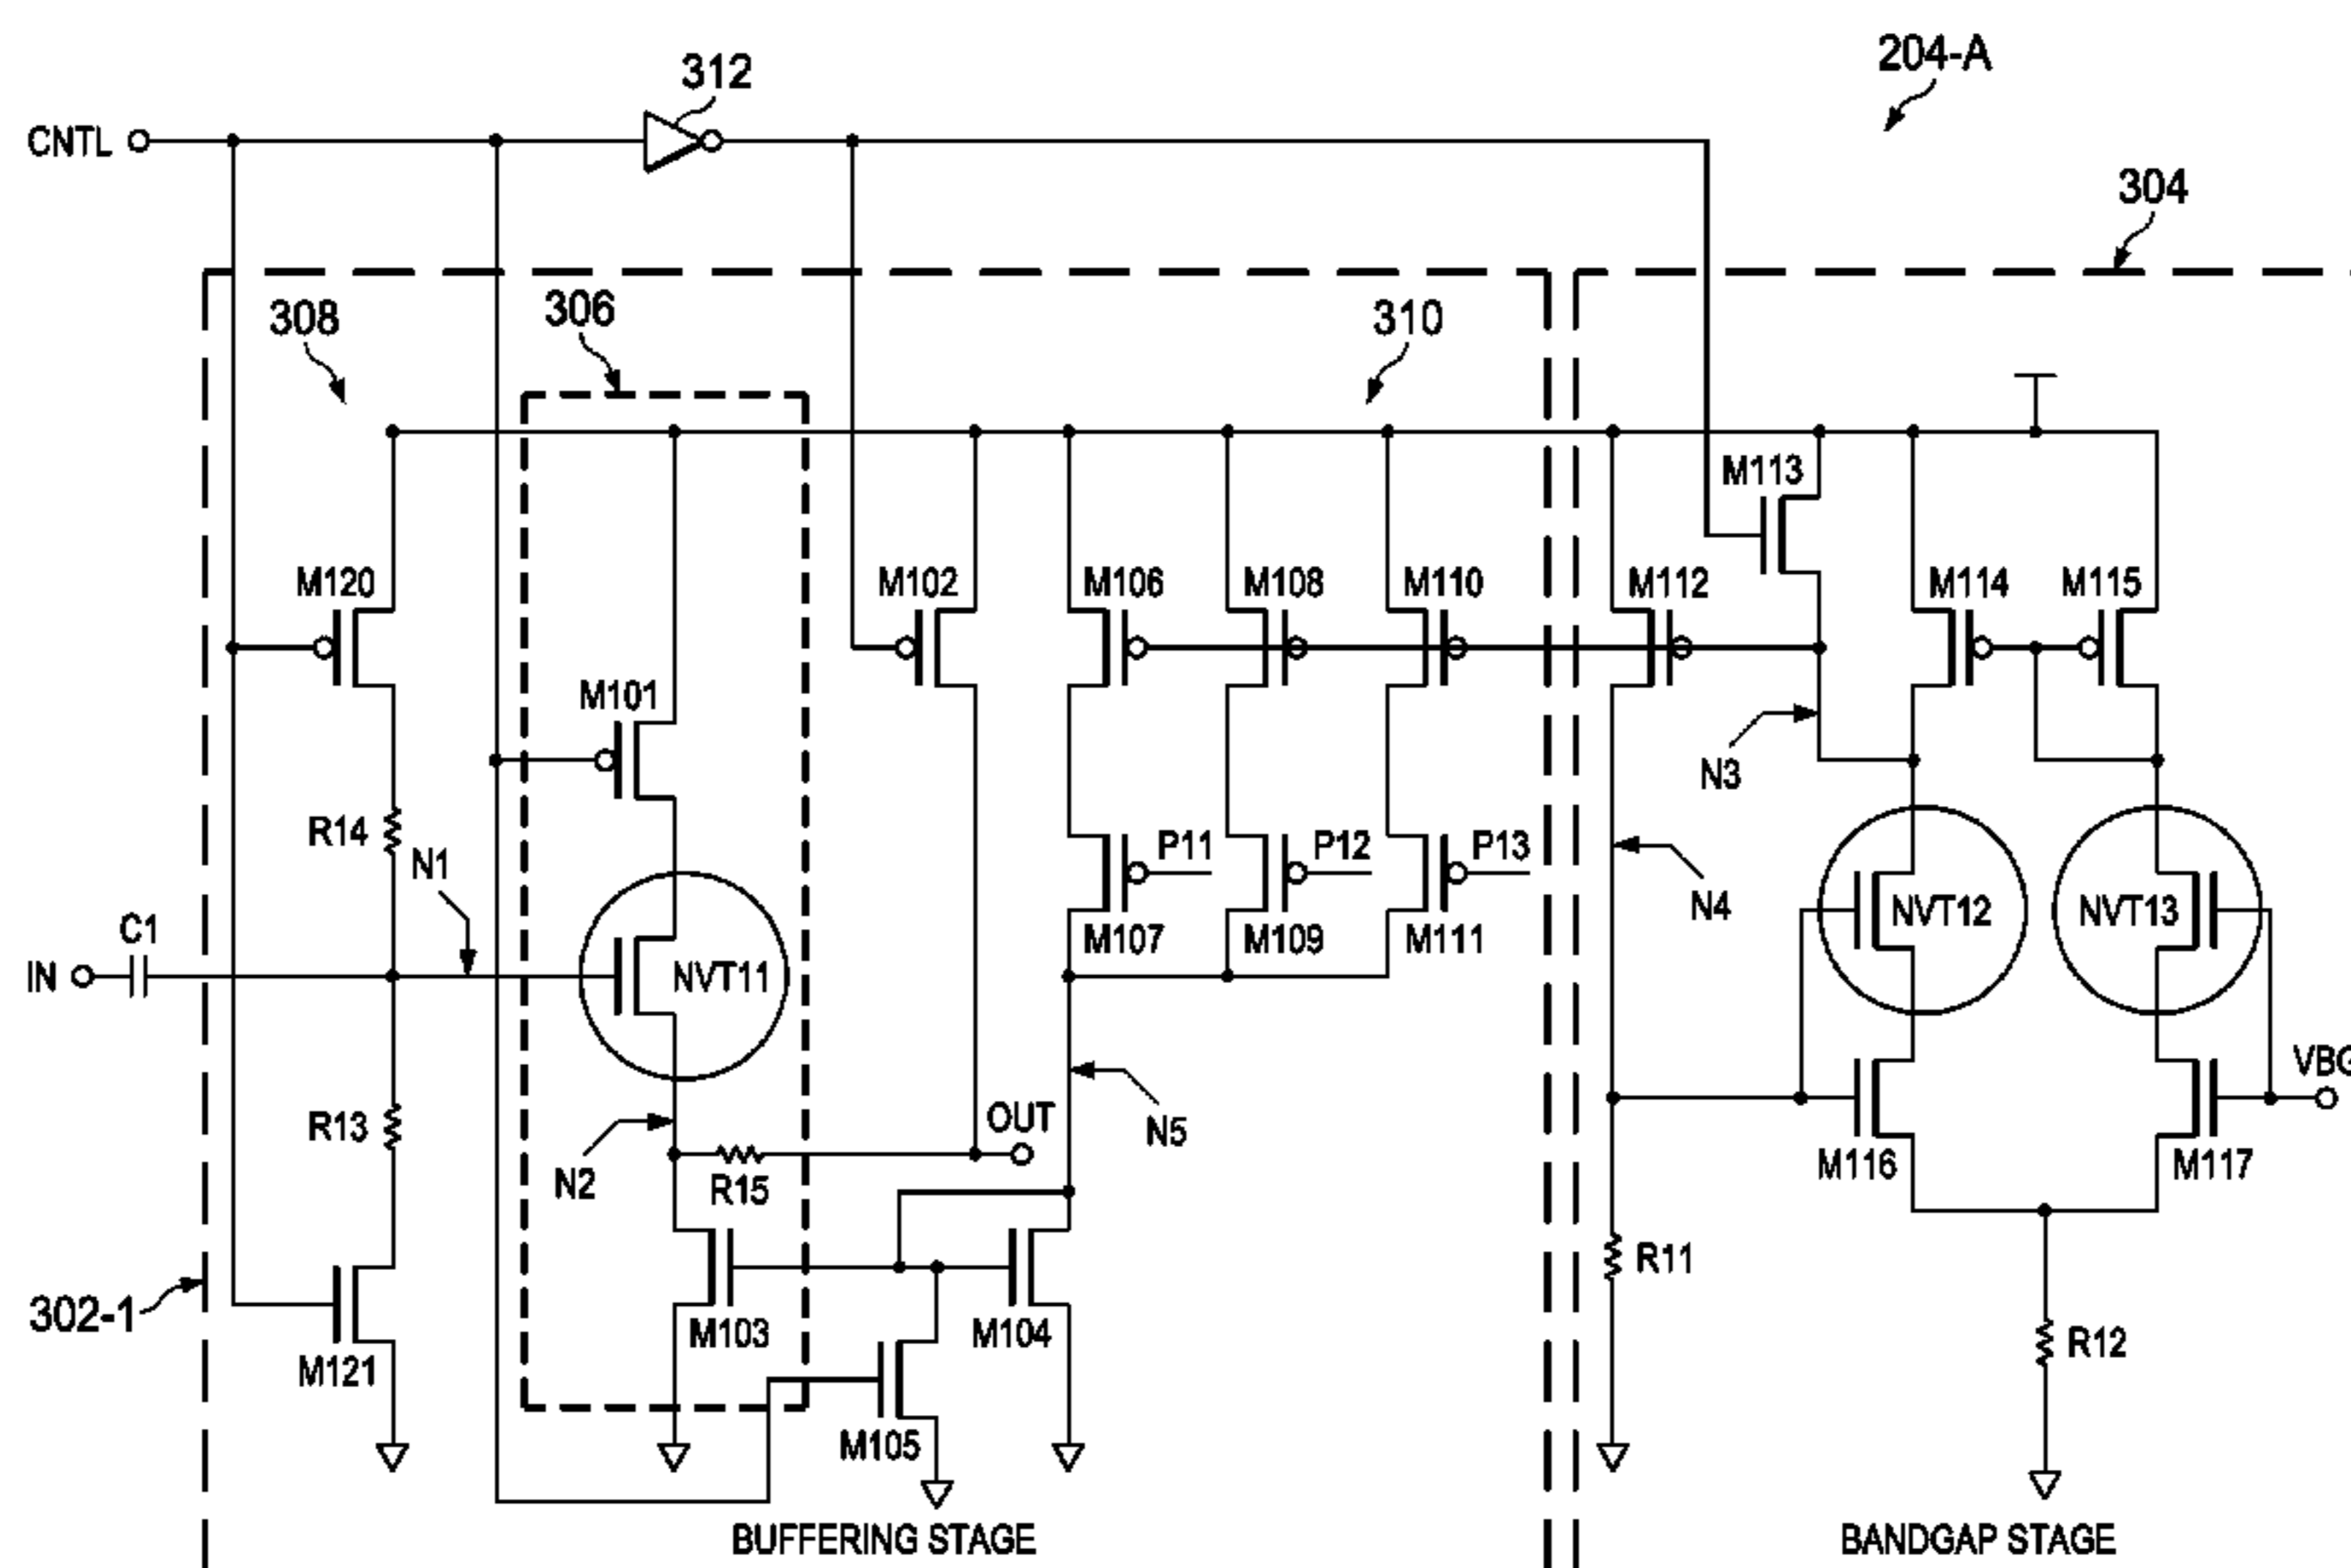 312
204-A
CNTL
304
308
306
310
M113
M120
M102
M106
M108
M110
M112
M114
M115
M101
N3
R14
N1
P11
P12
P13
N4
NVT12
NVT13
C1
M107
M109
M111
IN
NVT11
VBG
OUT
R13
N5
N2
R15
M116
M117
R11
302-1
M103
M104
R12
M121
M105
BUFFERING STAGE
BANDGAP STAGE